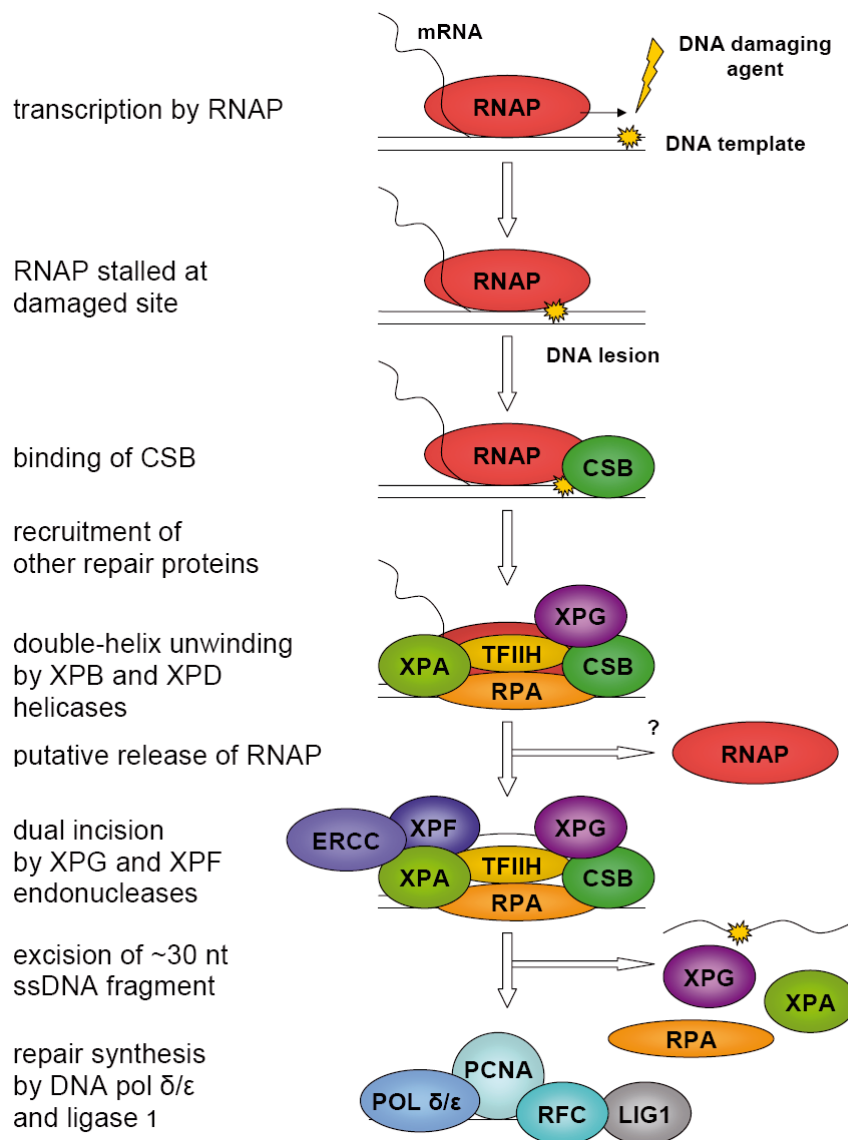 mRNA
DNA damaging
agent
transcription by RNAP
RNAP
DNA template
RNAP stalled at
damaged site
RNAP
DNA lesion
binding of CSB
RNAP
CSB
recruitment of
other repair proteins
double-helix unwinding
by XPB and XPD
helicases
XPG
TFIIH
XPA
CSB
RPA
putative release of RNAP
?
RNAP
dual incision
by XPG and XPF
endonucleases
ERCC
XPF
XPG
XPA
TFIIH
CSB
RPA
excision of ~30 nt
ssDNA fragment
XPG
XPA
RPA
repair synthesis
by DNA pol δ/ε
and ligase 1
PCNA
POL δ/ε
RFC
LIG1